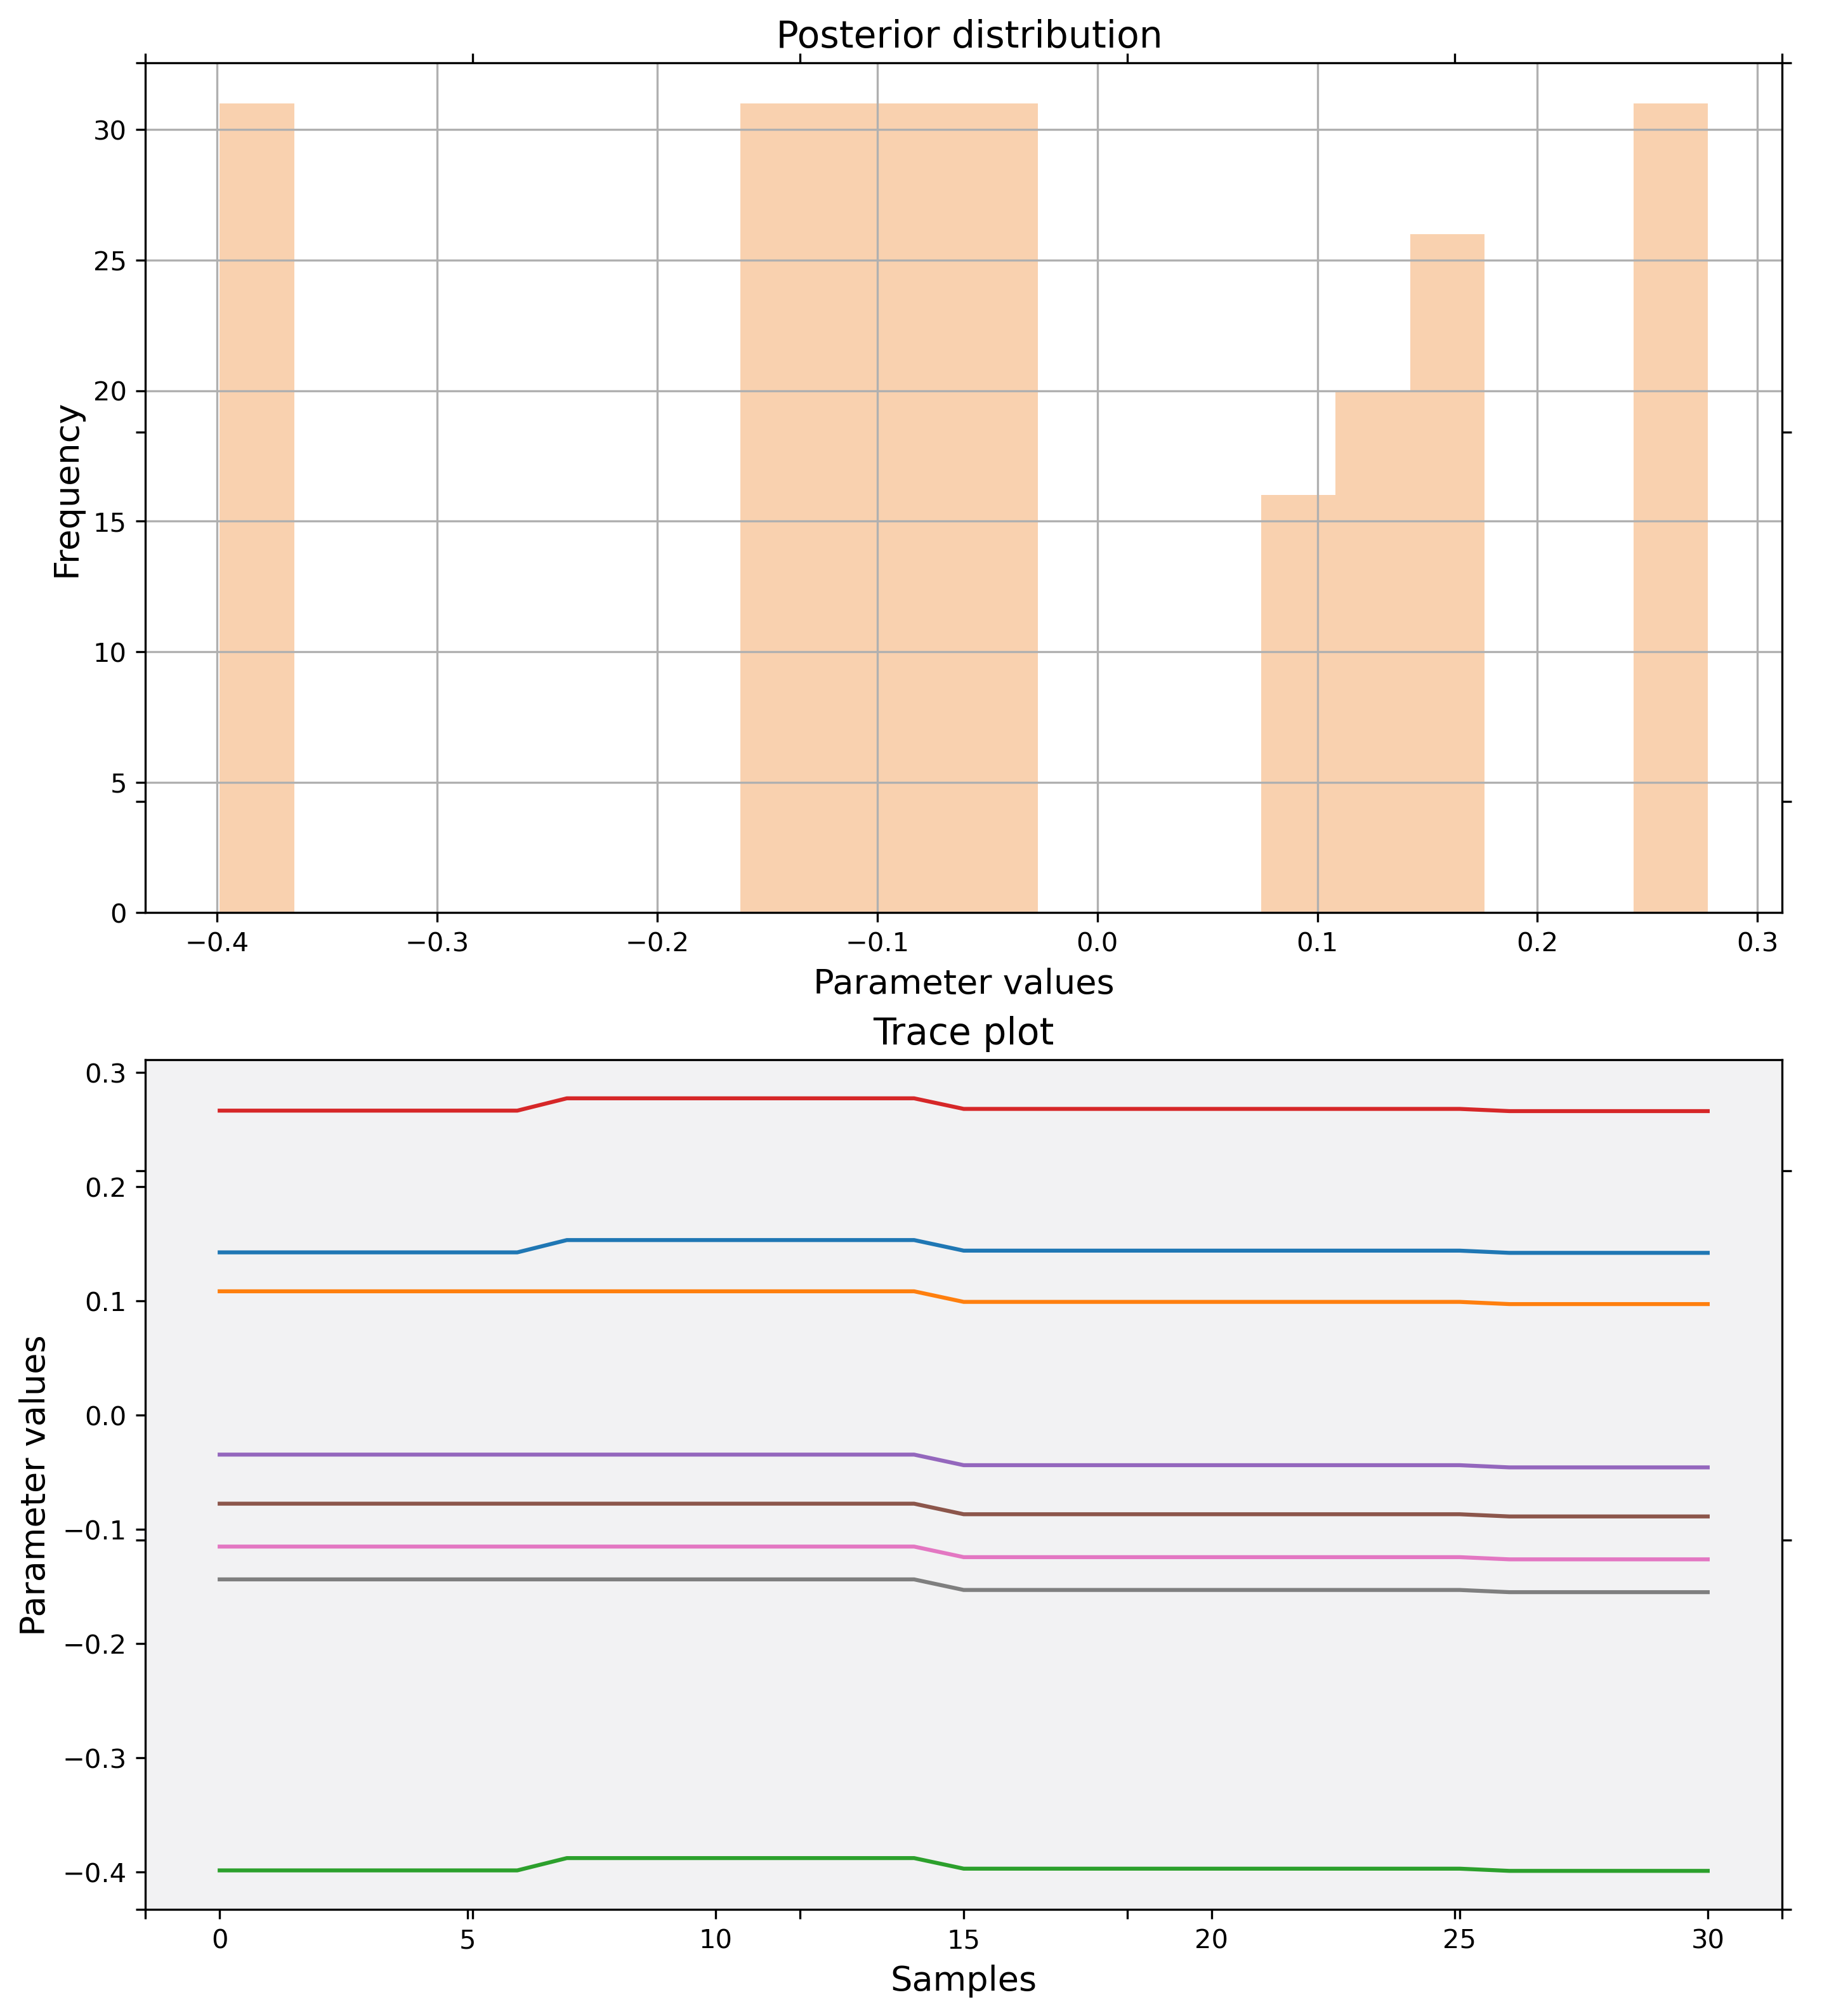 Posterior distribution
30
25
20
15
10
5
0
Frequency
−0.4 −0.3 −0.2 −0.1 0.0 0.1 0.2 0.3
Parameter values
Trace plot
0.3
0.2
0.1
0.0
−0.1
−0.2
−0.3
−0.4
Parameter values
0 5 10 15 20 25 30
Samples